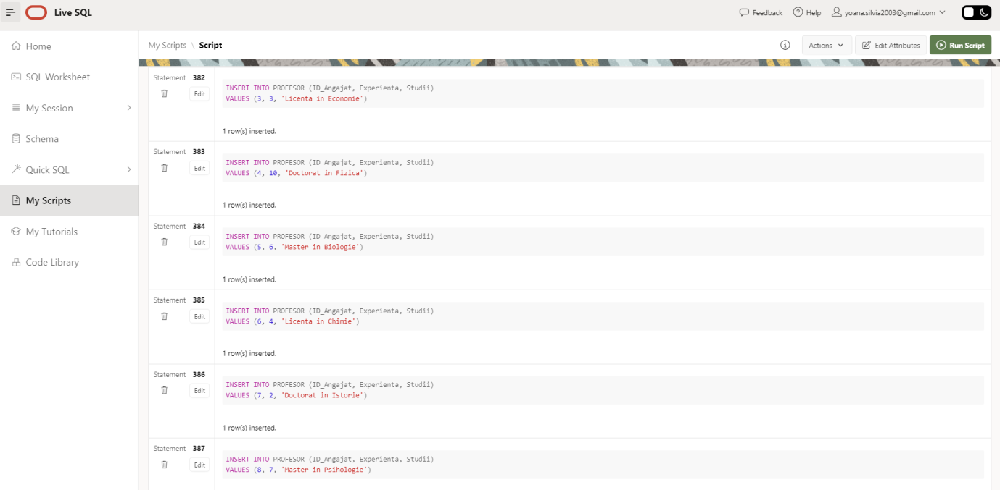 Live SQL
Feedback Help yoana.silvia2003@gmail.com
Home
SQL Worksheet
My Session
Schema
Quick SQL
My Scripts
My Tutorials
Code Library
My Scripts \ Script
Actions Edit Attributes Run Script
Statement 382
Edit
INSERT INTO PROFESOR (ID_Angajat, Experienta, Studii)
VALUES (3, 3, 'Licenta in Economie')
1 row(s) inserted.
Statement 383
Edit
INSERT INTO PROFESOR (ID_Angajat, Experienta, Studii)
VALUES (4, 10, 'Doctorat in Fizica')
1 row(s) inserted.
Statement 384
Edit
INSERT INTO PROFESOR (ID_Angajat, Experienta, Studii)
VALUES (5, 6, 'Master in Biologie')
1 row(s) inserted.
Statement 385
Edit
INSERT INTO PROFESOR (ID_Angajat, Experienta, Studii)
VALUES (6, 4, 'Licenta in Chimie')
1 row(s) inserted.
Statement 386
Edit
INSERT INTO PROFESOR (ID_Angajat, Experienta, Studii)
VALUES (7, 2, 'Doctorat in Istorie')
1 row(s) inserted.
Statement 387
Edit
INSERT INTO PROFESOR (ID_Angajat, Experienta, Studii)
VALUES (8, 7, 'Master in Psihologie')